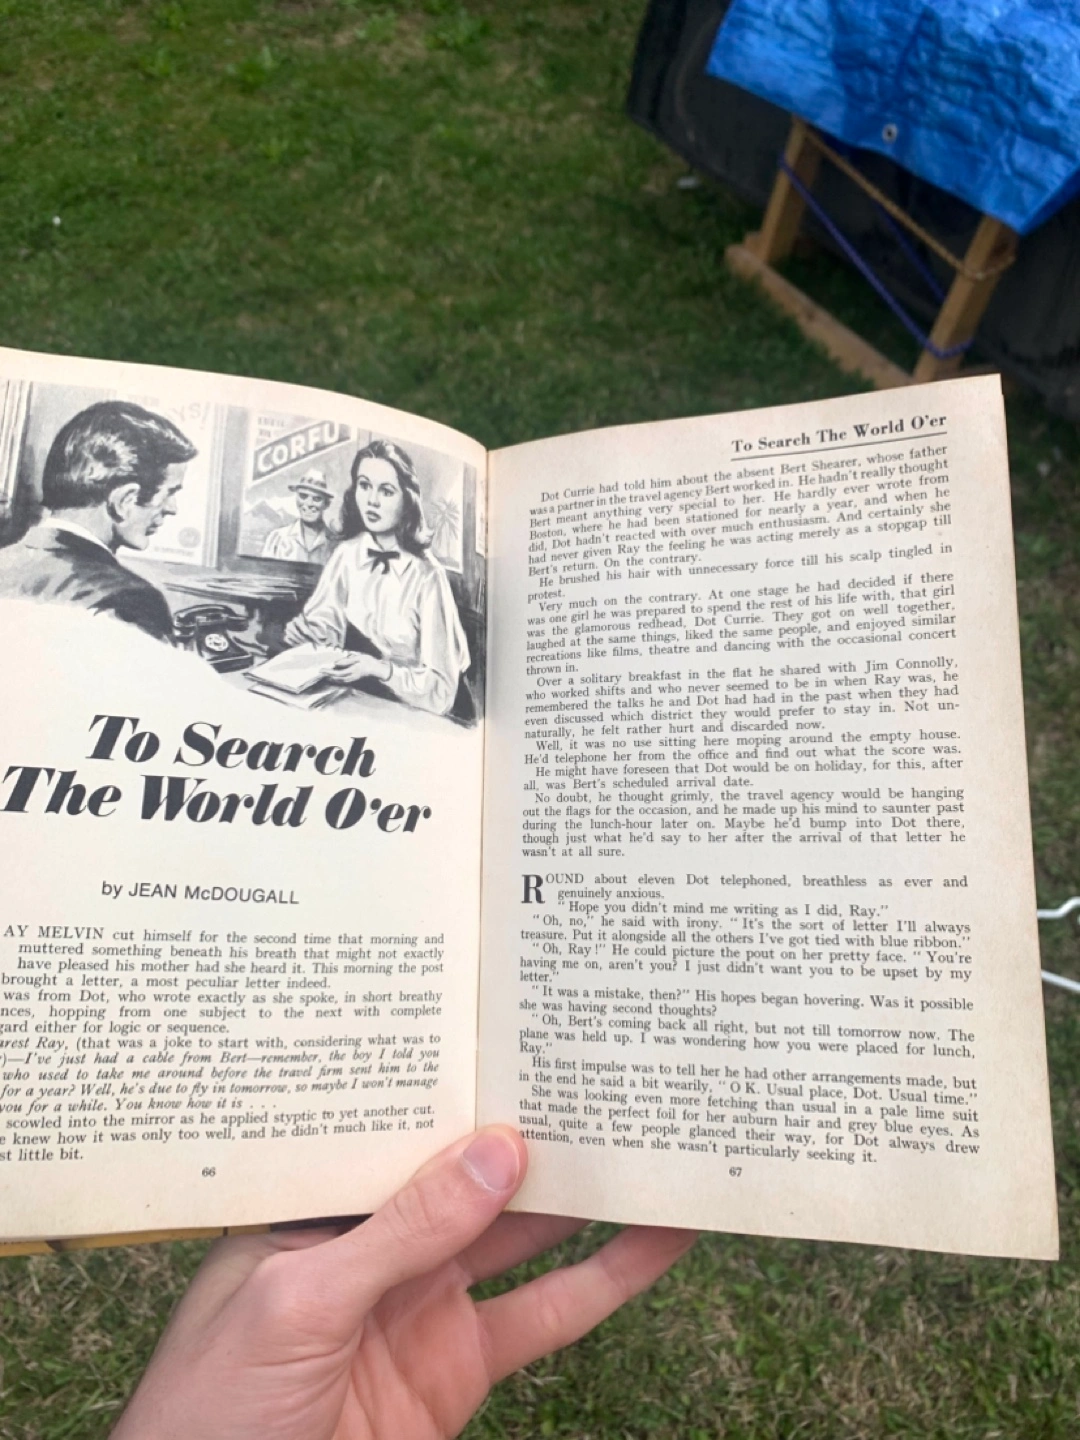 CORFU
To Search
The World O'er
by JEAN McDOUGALL
AY MELVIN cut himself for the second time that morning and
muttered something beneath his breath that might not exactly
have pleased his mother had she heard it. This morning the post
brought a letter, a most peculiar letter indeed.
was from Dot, who wrote exactly as she spoke, in short breathy
nces, hopping from one subject to the next with complete
gard either for logic or sequence.
arest Ray, (that was a joke to start with, considering what was to
)—I've just had a cable from Bert—remember, the boy I told you
who used to take me around before the travel firm sent him to the
for a year? Well, he's due to fly in tomorrow, so maybe I won't manage
you for a while. You know how it is . . .
scowled into the mirror as he applied styptic to yet another cut.
e knew how it was only too well, and he didn't much like it, not
st little bit.
66
To Search The World O'er
Dot Currie had told him about the absent Bert Shearer, whose father
was a partner in the travel agency Bert worked in. He hadn't really thought
Bert meant anything very special to her. He hardly ever wrote from
Boston, where he had been stationed for nearly a year, and when he
did, Dot hadn't reacted with over much enthusiasm. And certainly she
had never given Ray the feeling he was acting merely as a stopgap till
Bert's return. On the contrary.
He brushed his hair with unnecessary force till his scalp tingled in
protest.
Very much on the contrary. At one stage he had decided if there
was one girl he was prepared to spend the rest of his life with, that girl
was the glamorous redhead, Dot Currie. They got on well together,
laughed at the same things, liked the same people, and enjoyed similar
recreations like films, theatre and dancing with the occasional concert
thrown in.
Over a solitary breakfast in the flat he shared with Jim Connolly,
who worked shifts and who never seemed to be in when Ray was, he
remembered the talks he and Dot had had in the past when they had
even discussed which district they would prefer to stay in. Not un-
naturally, he felt rather hurt and discarded now.
Well, it was no use sitting here moping around the empty house.
He'd telephone her from the office and find out what the score was.
He might have foreseen that Dot would be on holiday, for this, after
all, was Bert's scheduled arrival date.
No doubt, he thought grimly, the travel agency would be hanging
out the flags for the occasion, and he made up his mind to saunter past
during the lunch-hour later on. Maybe he'd bump into Dot there,
though just what he'd say to her after the arrival of that letter he
wasn't at all sure.
ROUND about eleven Dot telephoned, breathless as ever and
genuinely anxious.
"Hope you didn't mind me writing as I did, Ray."
"Oh, no," he said with irony. "It's the sort of letter I'll always
treasure. Put it alongside all the others I've got tied with blue ribbon."
"Oh, Ray!" He could picture the pout on her pretty face. "You're
having me on, aren't you? I just didn't want you to be upset by my
letter."
"It was a mistake, then?" His hopes began hovering. Was it possible
she was having second thoughts?
"Oh, Bert's coming back all right, but not till tomorrow now. The
plane was held up. I was wondering how you were placed for lunch,
Ray."
His first impulse was to tell her he had other arrangements made, but
in the end he said a bit wearily, "O K. Usual place, Dot. Usual time."
She was looking even more fetching than usual in a pale lime suit
that made the perfect foil for her auburn hair and grey blue eyes. As
usual, quite a few people glanced their way, for Dot always drew
attention, even when she wasn't particularly seeking it.
67